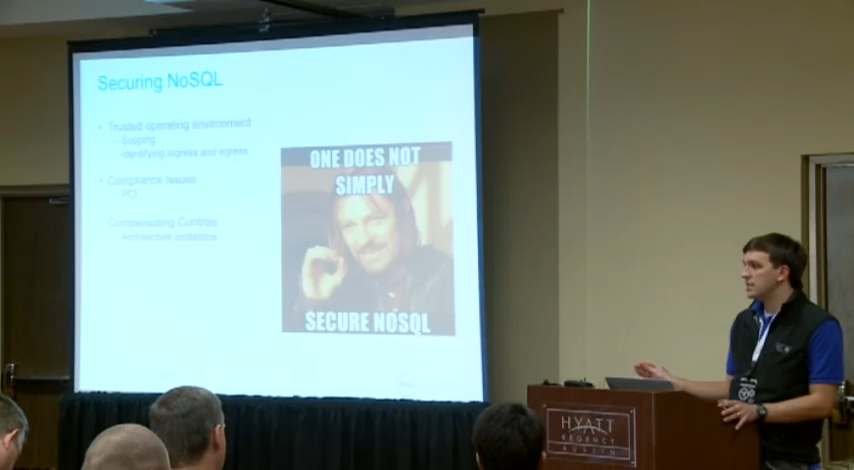 Securing NoSQL
• Trusted operating environment
– Scoping
– Identifying ingress and egress
• Compliance Issues
– PCI
• Compensating Controls
– Architecture limitations
ONE DOES NOT
SIMPLY
SECURE NOSQL
HYATT
REGENCY
AUSTIN